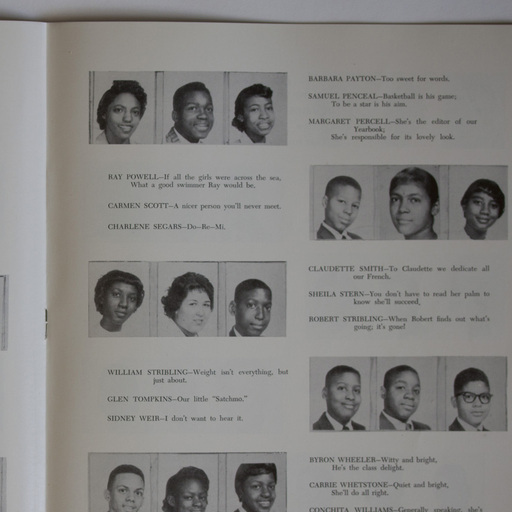 BARBARA PAYTON—Too sweet for words.
SAMUEL PENCEAL—Basketball is his game;
To be a star is his aim.
MARGARET PERCELL—She's the editor of our
Yearbook;
She's responsible for its lovely look.
RAY POWELL—If all the girls were across the sea,
What a good swimmer Ray would be.
CARMEN SCOTT—A nicer person you'll never meet.
CHARLENE SEGARS—Do-Re-Mi.
CLAUDETTE SMITH—To Claudette we dedicate all
our French.
SHEILA STERN—You don't have to read her palm to
know she'll succeed.
ROBERT STRIBLING—When Robert finds out what's
going, it's gone!
WILLIAM STRIBLING—Weight isn't everything, but
just about.
GLEN TOMPKINS—Our little "Satchmo."
SIDNEY WEIR—I don't want to hear it.
BYRON WHEELER—Witty and bright,
He's the class delight.
CARRIE WHETSTONE—Quiet and bright,
She'll do all right.
CONCHITA WILLIAMS—Generally speaking, she's